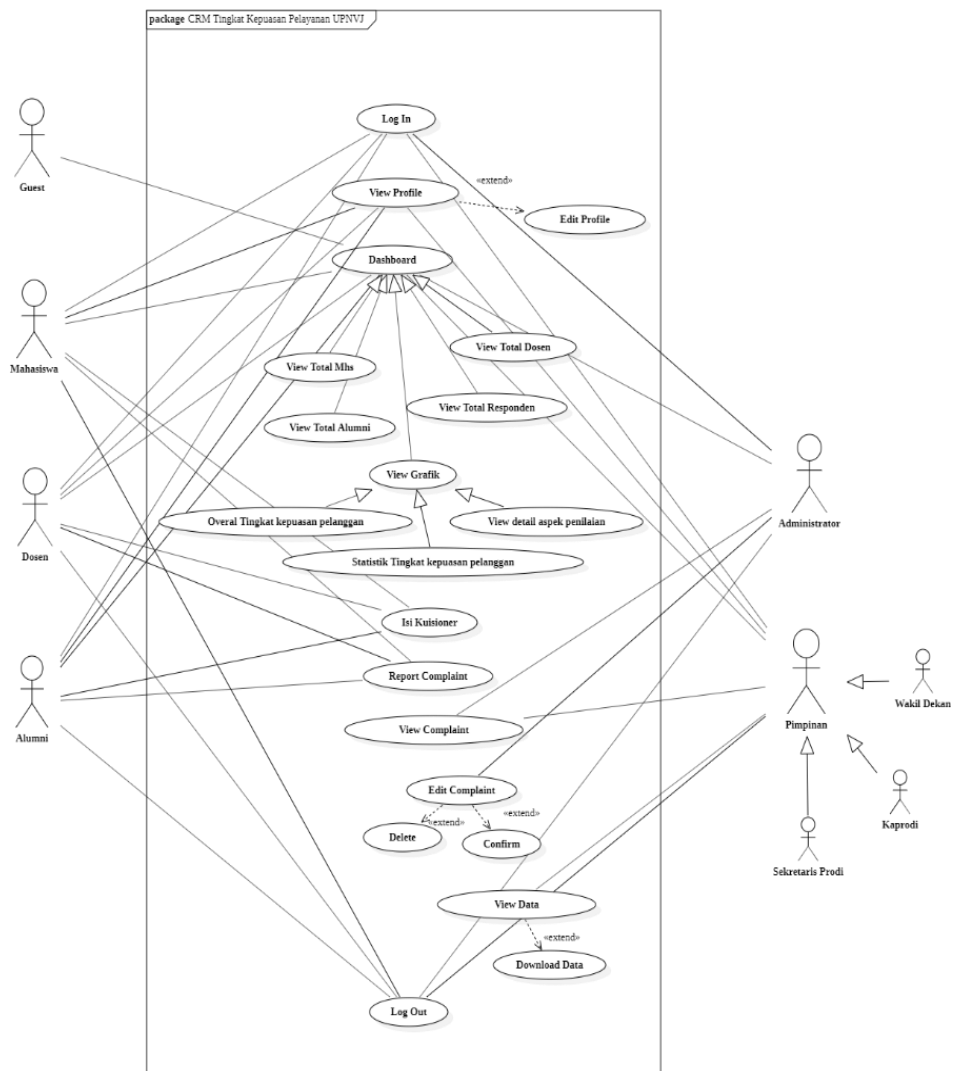 package CRM Tingkat Kepuasan Pelayanan UPNVJ
Log In
Guest
View Profile
«extend»
Edit Profile
Dashboard
Mahasiswa
View Total Dosen
View Total Mhs
View Total Responden
View Total Alumni
View Grafik
Administrator
Overal Tingkat kepuasan pelanggan
View detail aspek penilaian
Dosen
Statistik Tingkat kepuasan pelanggan
Isi Kuisioner
Report Complaint
Wakil Dekan
Pimpinan
View Complaint
Alumni
Edit Complaint
«extend»
«extend»
Kaprodi
Delete
Confirm
Sekretaris Prodi
View Data
«extend»
Download Data
Log Out